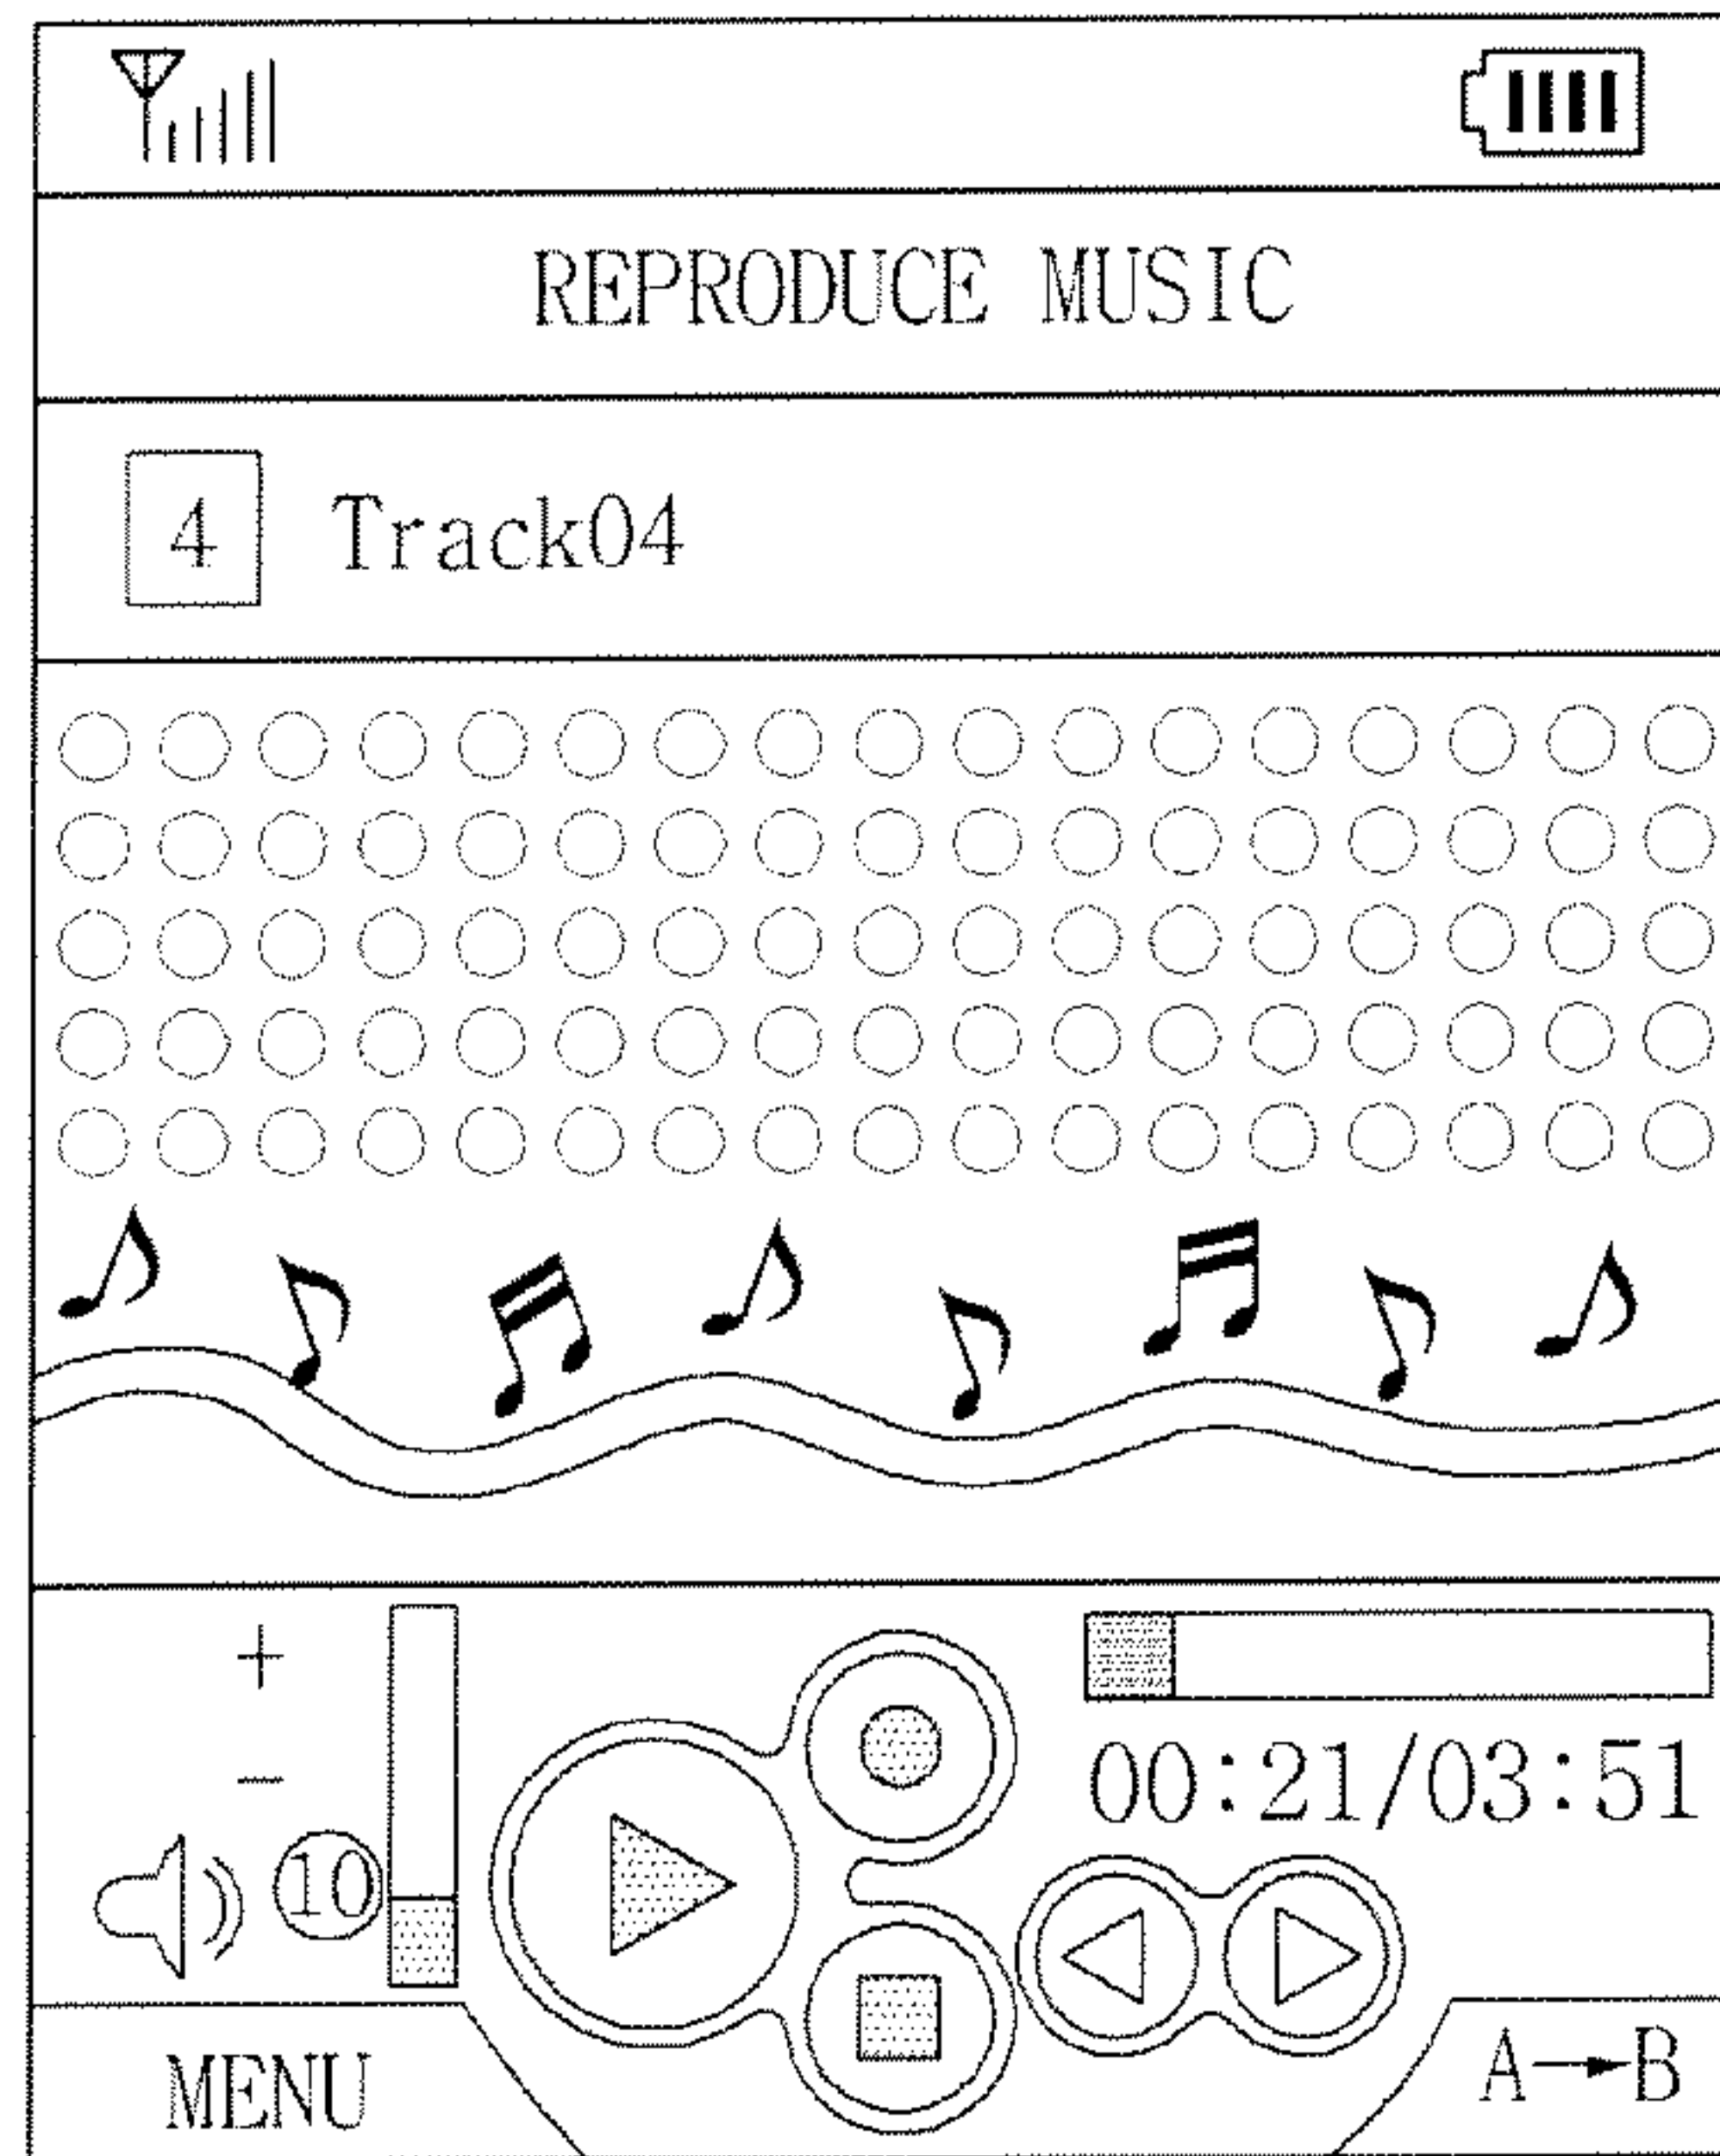 REPRODUCE MUSIC
4 Track04
+
−
00:21/03:51
10
MENU
A→B